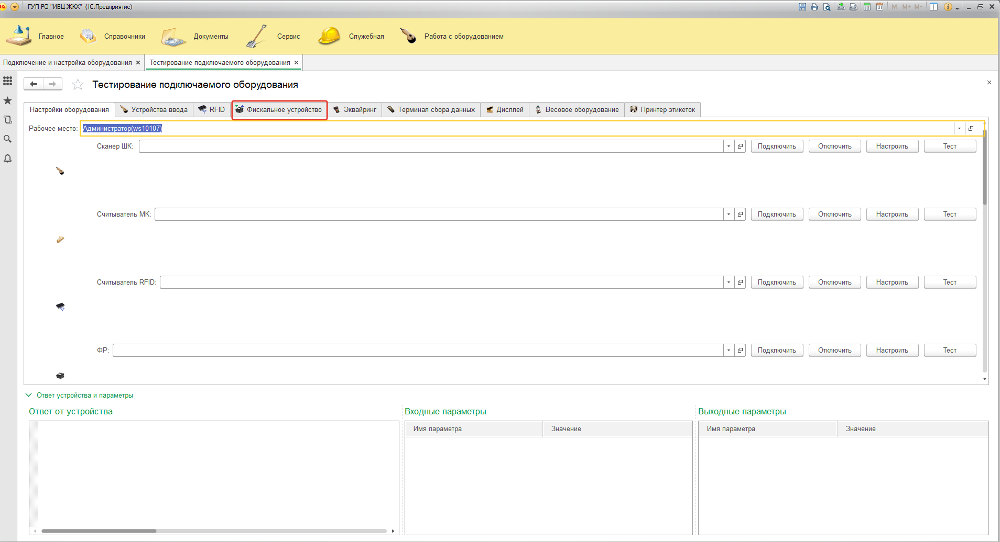 ГУП РО "ИВЦ ЖКХ" (1С:Предприятие)
M M+ M-
31
Главное Справочники Документы Сервис Служебная Работа с оборудованием
Подключение и настройка оборудования × Тестирование подключаемого оборудования ×
Тестирование подключаемого оборудования
Настройки оборудования Устройства ввода RFID Фискальное устройство Эквайринг Терминал сбора данных Дисплей Весовое оборудование Принтер этикеток
Рабочее место: Администратор(ws10107)
Сканер ШК: Подключить Отключить Настроить Тест
Считыватель МК: Подключить Отключить Настроить Тест
Считыватель RFID: Подключить Отключить Настроить Тест
ФР: Подключить Отключить Настроить Тест
Ответ устройства и параметры
Ответ от устройства Входные параметры Выходные параметры
Имя параметра Значение Имя параметра Значение